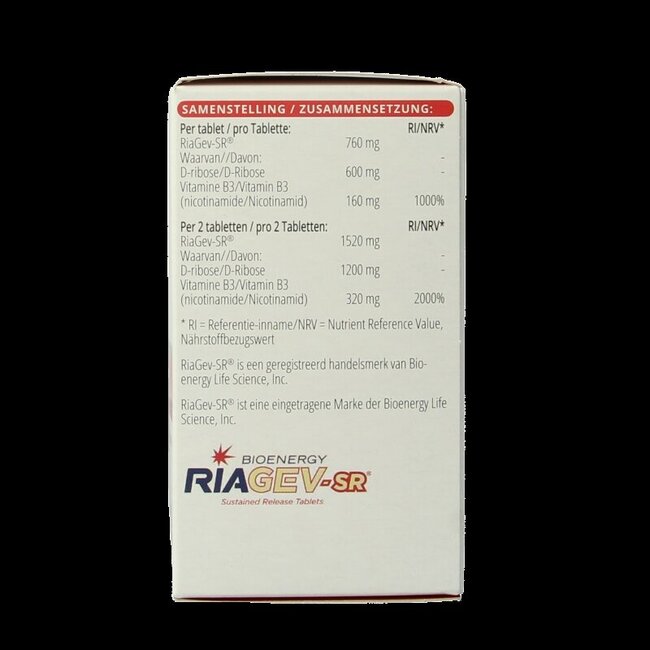 SAMENSTELLING / ZUSAMMENSETZUNG:
Per tablet / pro Tablette: RI/NRV*
RiaGev-SR® 760 mg
Waarvan//Davon: -
D-ribose/D-Ribose 600 mg -
Vitamine B3/Vitamin B3
(nicotinamide/Nicotinamid) 160 mg 1000%
Per 2 tabletten / pro 2 Tabletten: RI/NRV*
RiaGev-SR® 1520 mg
Waarvan//Davon: -
D-ribose/D-Ribose 1200 mg -
Vitamine B3/Vitamin B3
(nicotinamide/Nicotinamid) 320 mg 2000%
* RI = Referentie-inname/NRV = Nutrient Reference Value,
Nährstoffbezugswert
RiaGev-SR® is een geregistreerd handelsmerk van Bio-
energy Life Science, Inc.
RiaGev-SR® ist eine eingetragene Marke der Bioenergy Life
Science, Inc.
BIOENERGY
RIAGEV-SR®
Sustained Release Tablets